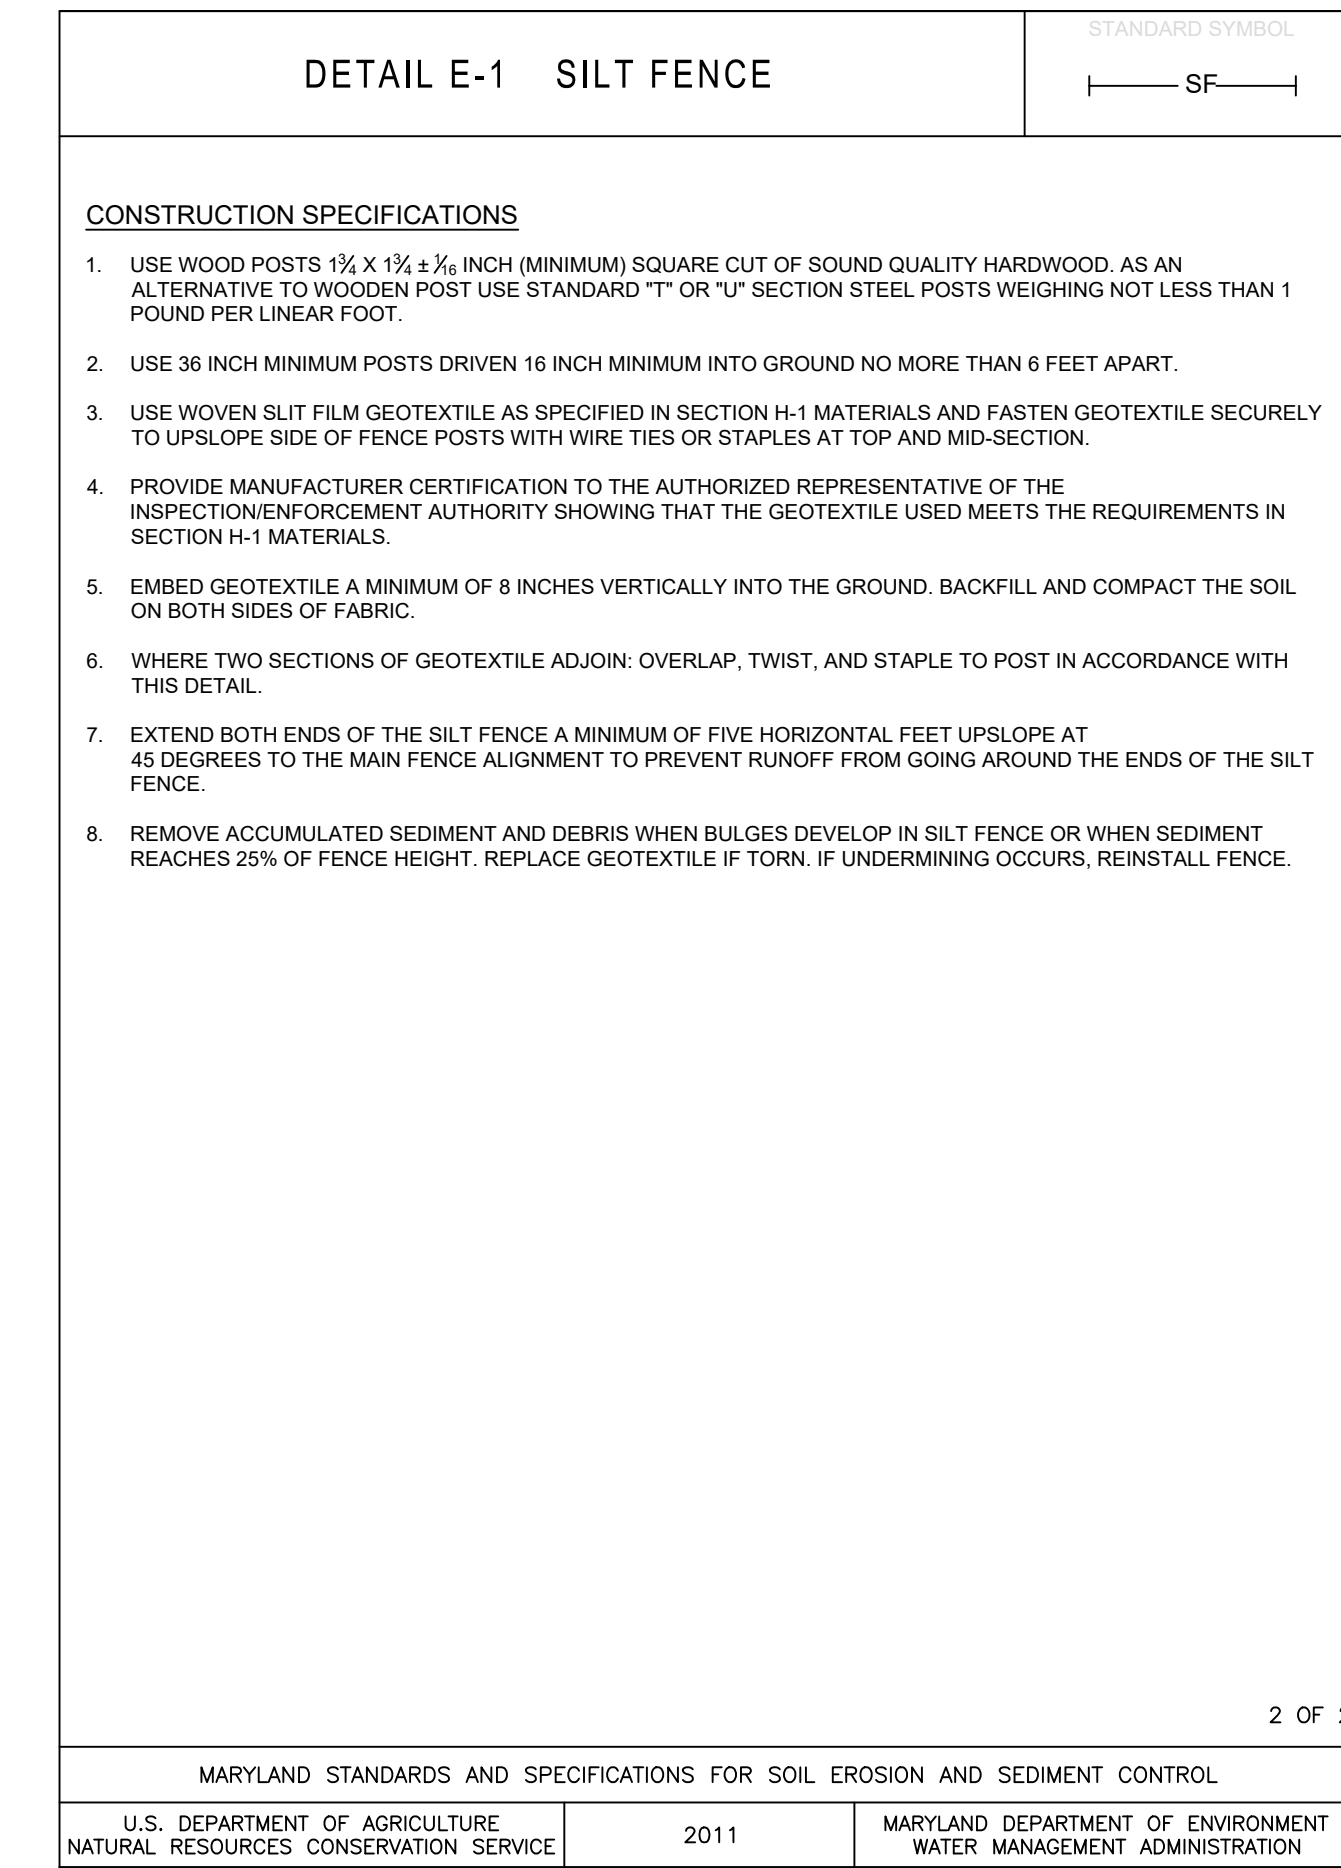 DETAIL E-1 SILT FENCE
STANDARD SYMBOL
SF
CONSTRUCTION SPECIFICATIONS
1. USE WOOD POSTS 1¾ X 1¾ ± 1⁄16 INCH (MINIMUM) SQUARE CUT OF SOUND QUALITY HARDWOOD. AS AN
ALTERNATIVE TO WOODEN POST USE STANDARD "T" OR "U" SECTION STEEL POSTS WEIGHING NOT LESS THAN 1
POUND PER LINEAR FOOT.
2. USE 36 INCH MINIMUM POSTS DRIVEN 16 INCH MINIMUM INTO GROUND NO MORE THAN 6 FEET APART.
3. USE WOVEN SLIT FILM GEOTEXTILE AS SPECIFIED IN SECTION H-1 MATERIALS AND FASTEN GEOTEXTILE SECURELY
TO UPSLOPE SIDE OF FENCE POSTS WITH WIRE TIES OR STAPLES AT TOP AND MID-SECTION.
4. PROVIDE MANUFACTURER CERTIFICATION TO THE AUTHORIZED REPRESENTATIVE OF THE
INSPECTION/ENFORCEMENT AUTHORITY SHOWING THAT THE GEOTEXTILE USED MEETS THE REQUIREMENTS IN
SECTION H-1 MATERIALS.
5. EMBED GEOTEXTILE A MINIMUM OF 8 INCHES VERTICALLY INTO THE GROUND. BACKFILL AND COMPACT THE SOIL
ON BOTH SIDES OF FABRIC.
6. WHERE TWO SECTIONS OF GEOTEXTILE ADJOIN: OVERLAP, TWIST, AND STAPLE TO POST IN ACCORDANCE WITH
THIS DETAIL.
7. EXTEND BOTH ENDS OF THE SILT FENCE A MINIMUM OF FIVE HORIZONTAL FEET UPSLOPE AT
45 DEGREES TO THE MAIN FENCE ALIGNMENT TO PREVENT RUNOFF FROM GOING AROUND THE ENDS OF THE SILT
FENCE.
8. REMOVE ACCUMULATED SEDIMENT AND DEBRIS WHEN BULGES DEVELOP IN SILT FENCE OR WHEN SEDIMENT
REACHES 25% OF FENCE HEIGHT. REPLACE GEOTEXTILE IF TORN. IF UNDERMINING OCCURS, REINSTALL FENCE.
2 OF
MARYLAND STANDARDS AND SPECIFICATIONS FOR SOIL EROSION AND SEDIMENT CONTROL
U.S. DEPARTMENT OF AGRICULTURE
NATURAL RESOURCES CONSERVATION SERVICE
2011
MARYLAND DEPARTMENT OF ENVIRONMENT
WATER MANAGEMENT ADMINISTRATION